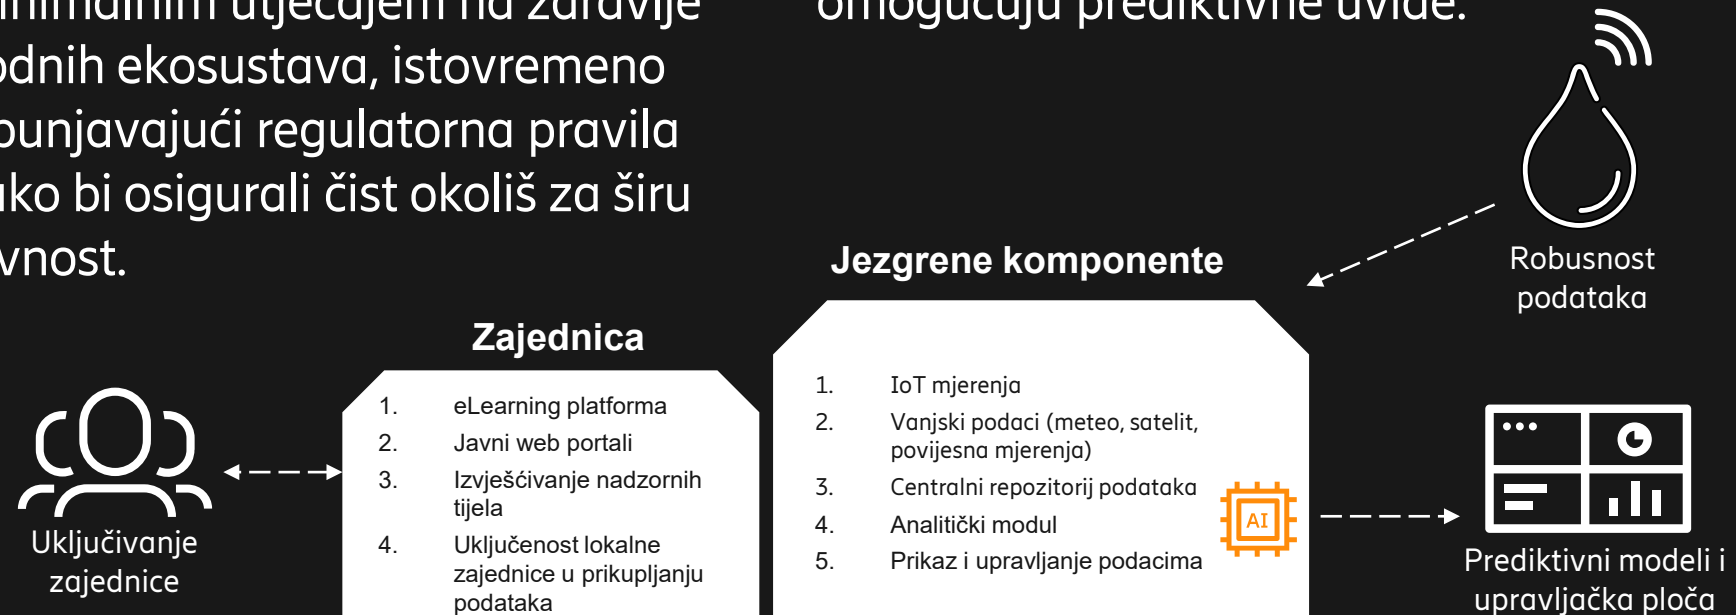 inimalnim utjecajem na zdravlje
odnih ekosustava, istovremeno
punjavajući regulatorna pravila
ako bi osigurali čist okoliš za širu
vnost.
omogućuju prediktivne uvide.
Robusnost
podataka
Jezgrene komponente
1. IoT mjerenja
2. Vanjski podaci (meteo, satelit,
povijesna mjerenja)
3. Centralni repozitorij podataka
4. Analitički modul
5. Prikaz i upravljanje podacima
AI
Zajednica
1. eLearning platforma
2. Javni web portali
3. Izvješćivanje nadzornih
tijela
4. Uključenost lokalne
zajednice u prikupljanju
podataka
Uključivanje
zajednice
Prediktivni modeli i
upravljačka ploča